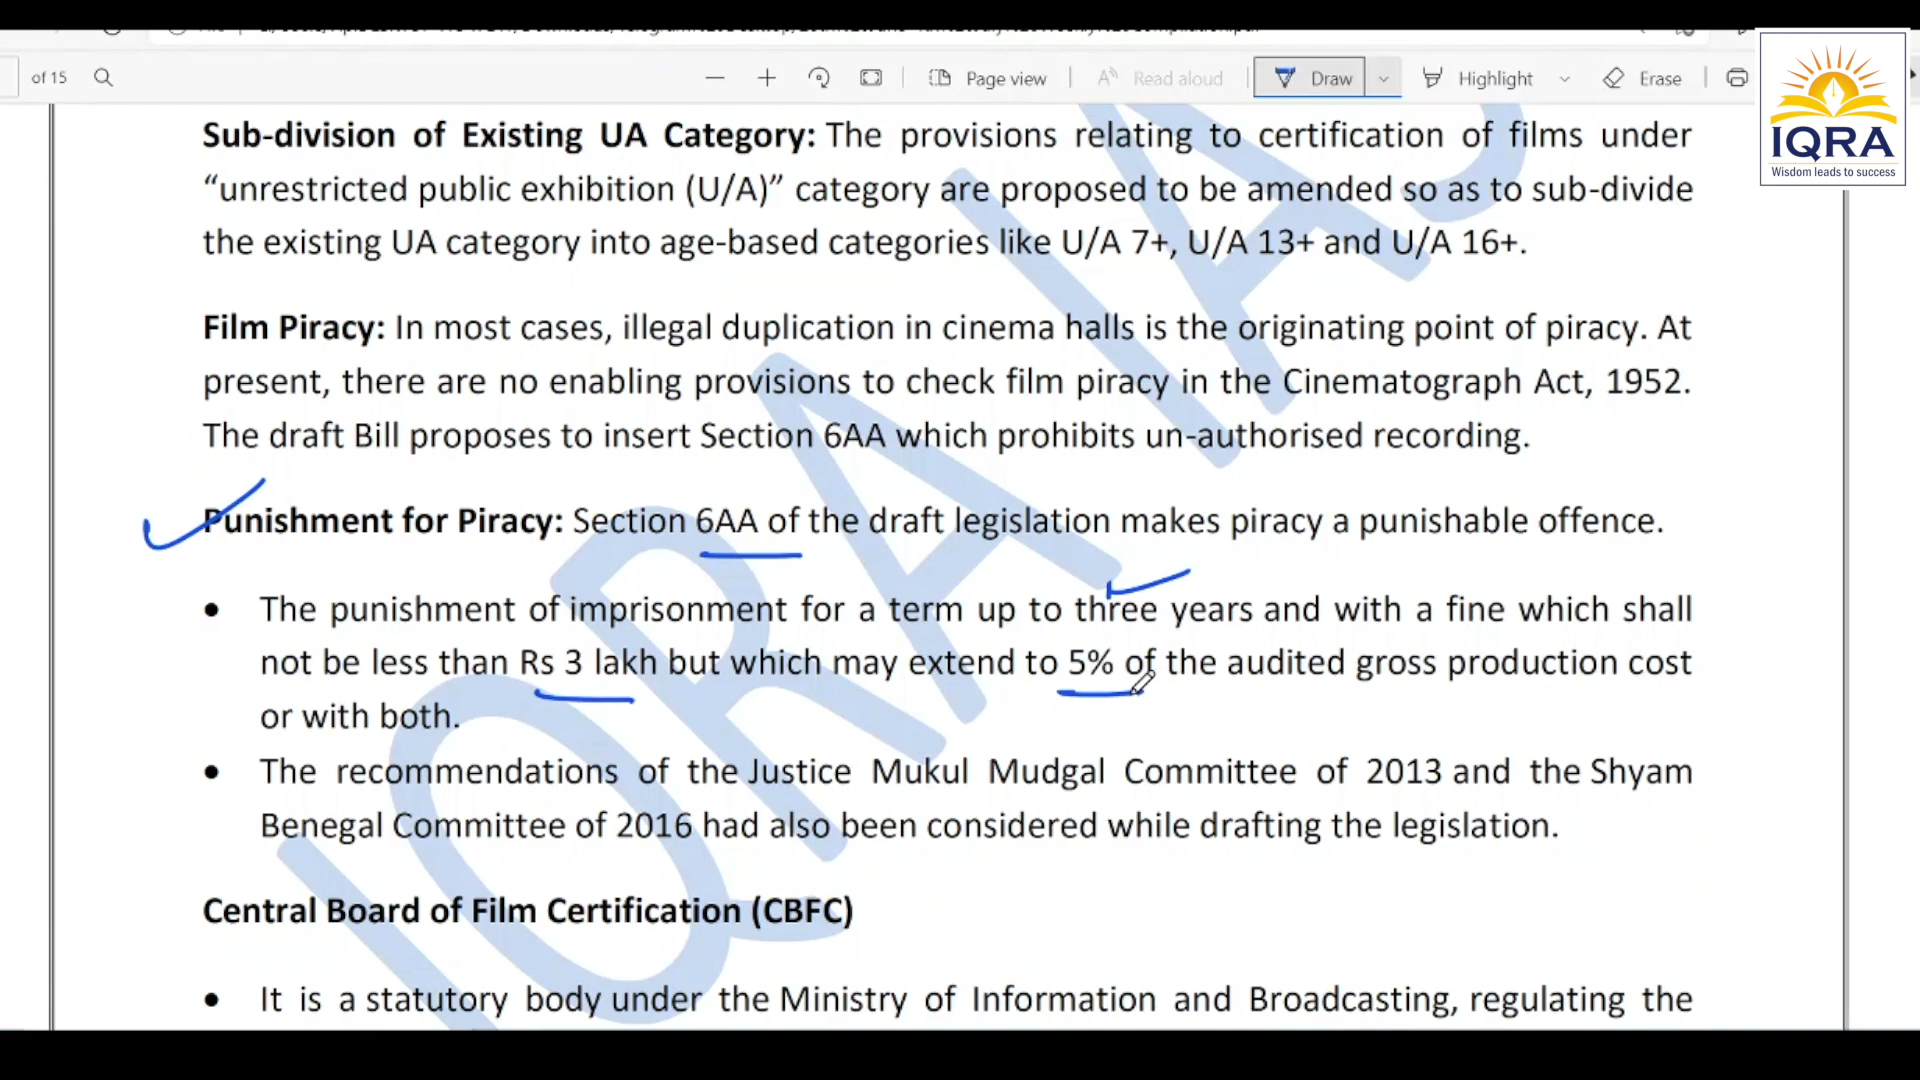 of 15
Page view
Read aloud
Draw
Highlight
Erase
IQRA
Wisdom leads to success
Sub-division of Existing UA Category: The provisions relating to certification of films under
“unrestricted public exhibition (U/A)” category are proposed to be amended so as to sub-divide
the existing UA category into age-based categories like U/A 7+, U/A 13+ and U/A 16+.
Film Piracy: In most cases, illegal duplication in cinema halls is the originating point of piracy. At
present, there are no enabling provisions to check film piracy in the Cinematograph Act, 1952.
The draft Bill proposes to insert Section 6AA which prohibits un-authorised recording.
Punishment for Piracy: Section 6AA of the draft legislation makes piracy a punishable offence.
• The punishment of imprisonment for a term up to three years and with a fine which shall
not be less than Rs 3 lakh but which may extend to 5% of the audited gross production cost
or with both.
• The recommendations of the Justice Mukul Mudgal Committee of 2013 and the Shyam
Benegal Committee of 2016 had also been considered while drafting the legislation.
Central Board of Film Certification (CBFC)
• It is a statutory body under the Ministry of Information and Broadcasting, regulating the
IQRA IAS